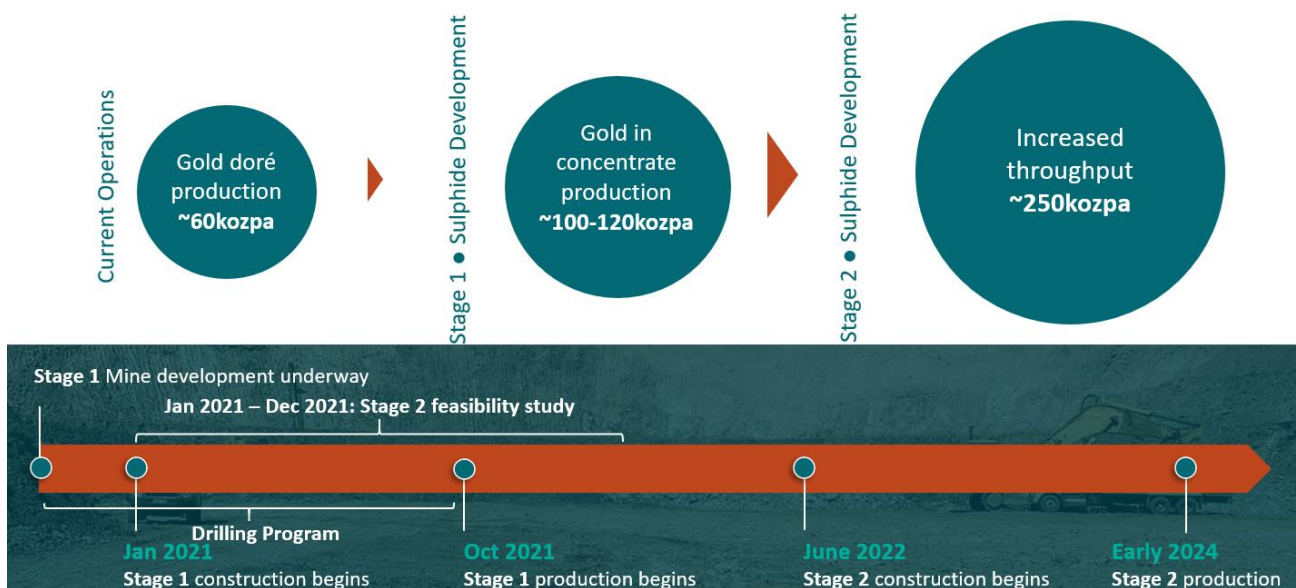 Current Operations
Gold doré
production
~60kozpa
Stage 1 ● Sulphide Development
Gold in
concentrate
production
~100-120kozpa
Stage 2 ● Sulphide Development
Increased
throughput
~250kozpa
Stage 1 Mine development underway
Jan 2021 – Dec 2021: Stage 2 feasibility study
Drilling Program
Jan 2021
Stage 1 construction begins
Oct 2021
Stage 1 production begins
June 2022
Stage 2 construction begins
Early 2024
Stage 2 production